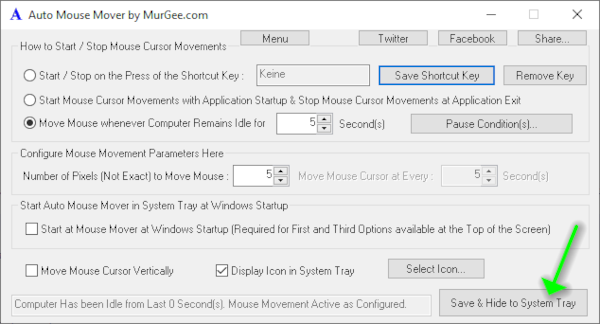 A Auto Mouse Mover by MurGee.com
Menu Twitter Facebook Share...
How to Start / Stop Mouse Cursor Movements
Start / Stop on the Press of the Shortcut Key : Keine Save Shortcut Key Remove Key
Start Mouse Cursor Movements with Application Startup & Stop Mouse Cursor Movements at Application Exit
Move Mouse whenever Computer Remains Idle for 5 Second(s) Pause Condition(s)...
Configure Mouse Movement Parameters Here
Number of Pixels (Not Exact) to Move Mouse : 5 Move Mouse Cursor at Every : 5 Second(s)
Start Auto Mouse Mover in System Tray at Windows Startup
Start at Mouse Mover at Windows Startup (Required for First and Third Options available at the Top of the Screen)
Move Mouse Cursor Vertically Display Icon in System Tray Select Icon...
Computer Has been Idle from Last 0 Second(s). Mouse Movement Active as Configured. Save & Hide to System Tray